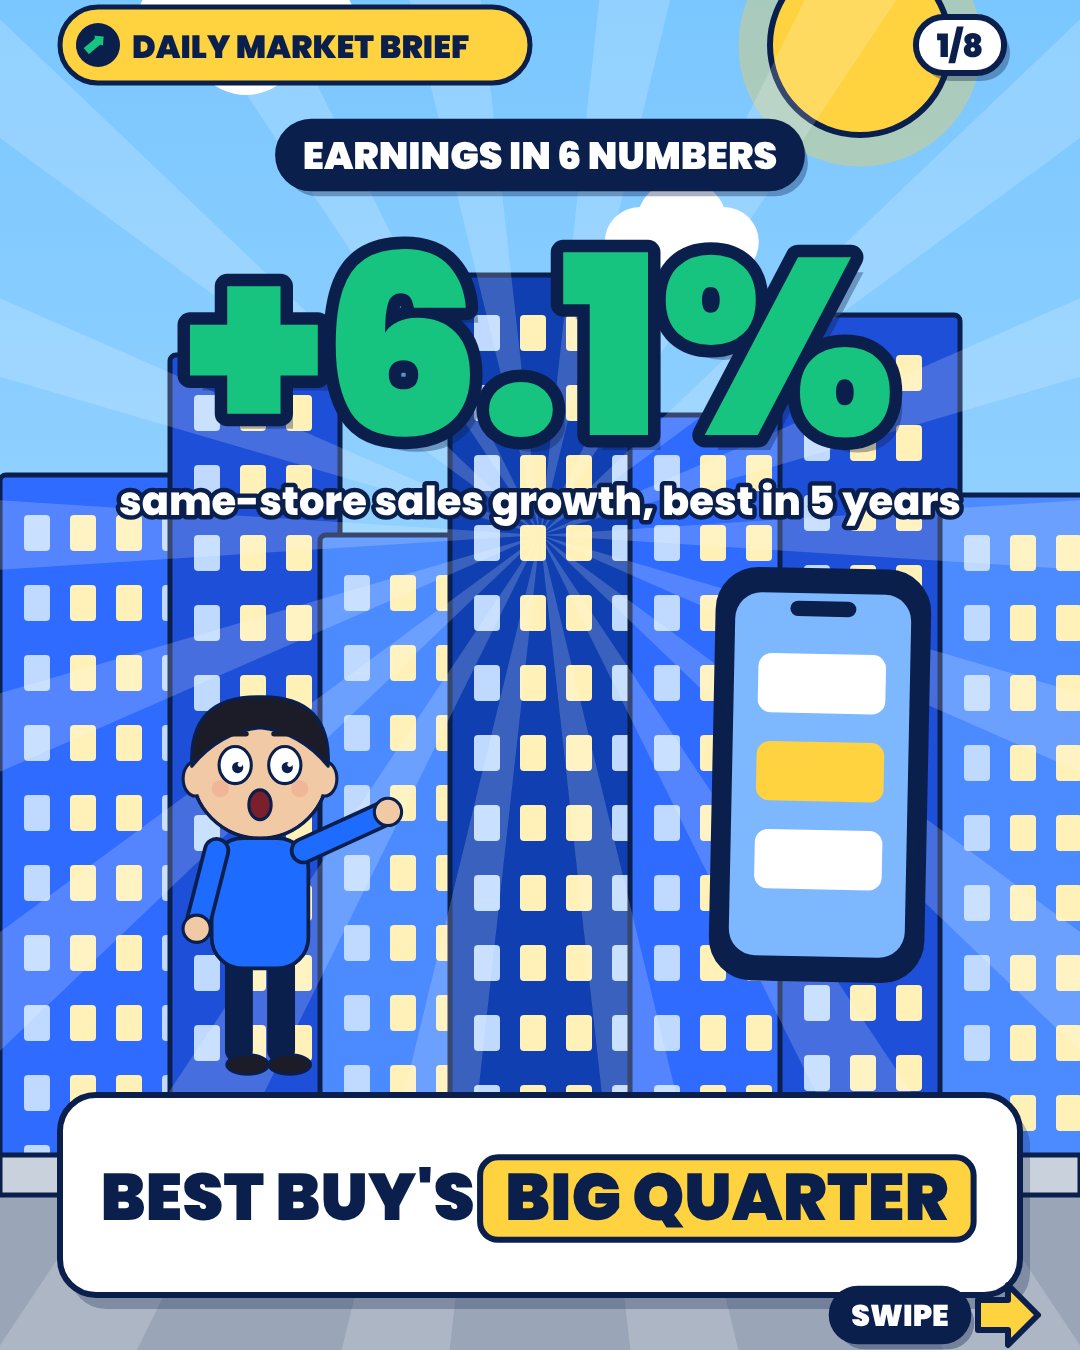 DAILY MARKET BRIEF
1/8
EARNINGS IN 6 NUMBERS
+6.1%
same-store sales growth, best in 5 years
BEST BUY'S BIG QUARTER
SWIPE